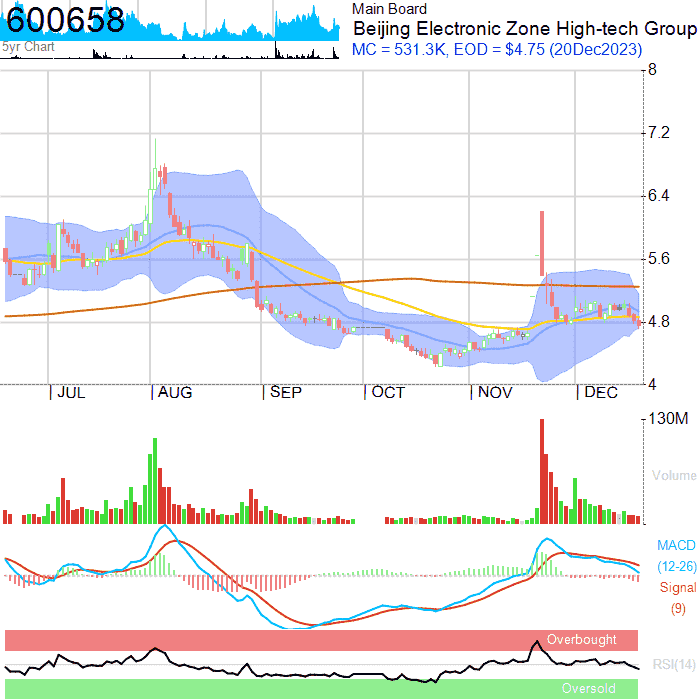 600658
5yr Chart
Main Board
Beijing Electronic Zone High-tech Group
MC = 531.3K, EOD = $4.75 (20Dec2023)
8
7.2
6.4
5.6
4.8
4
JUL AUG SEP OCT NOV DEC
130M
Volume
MACD
(12-26)
Signal
(9)
Overbought
RSI(14)
Oversold